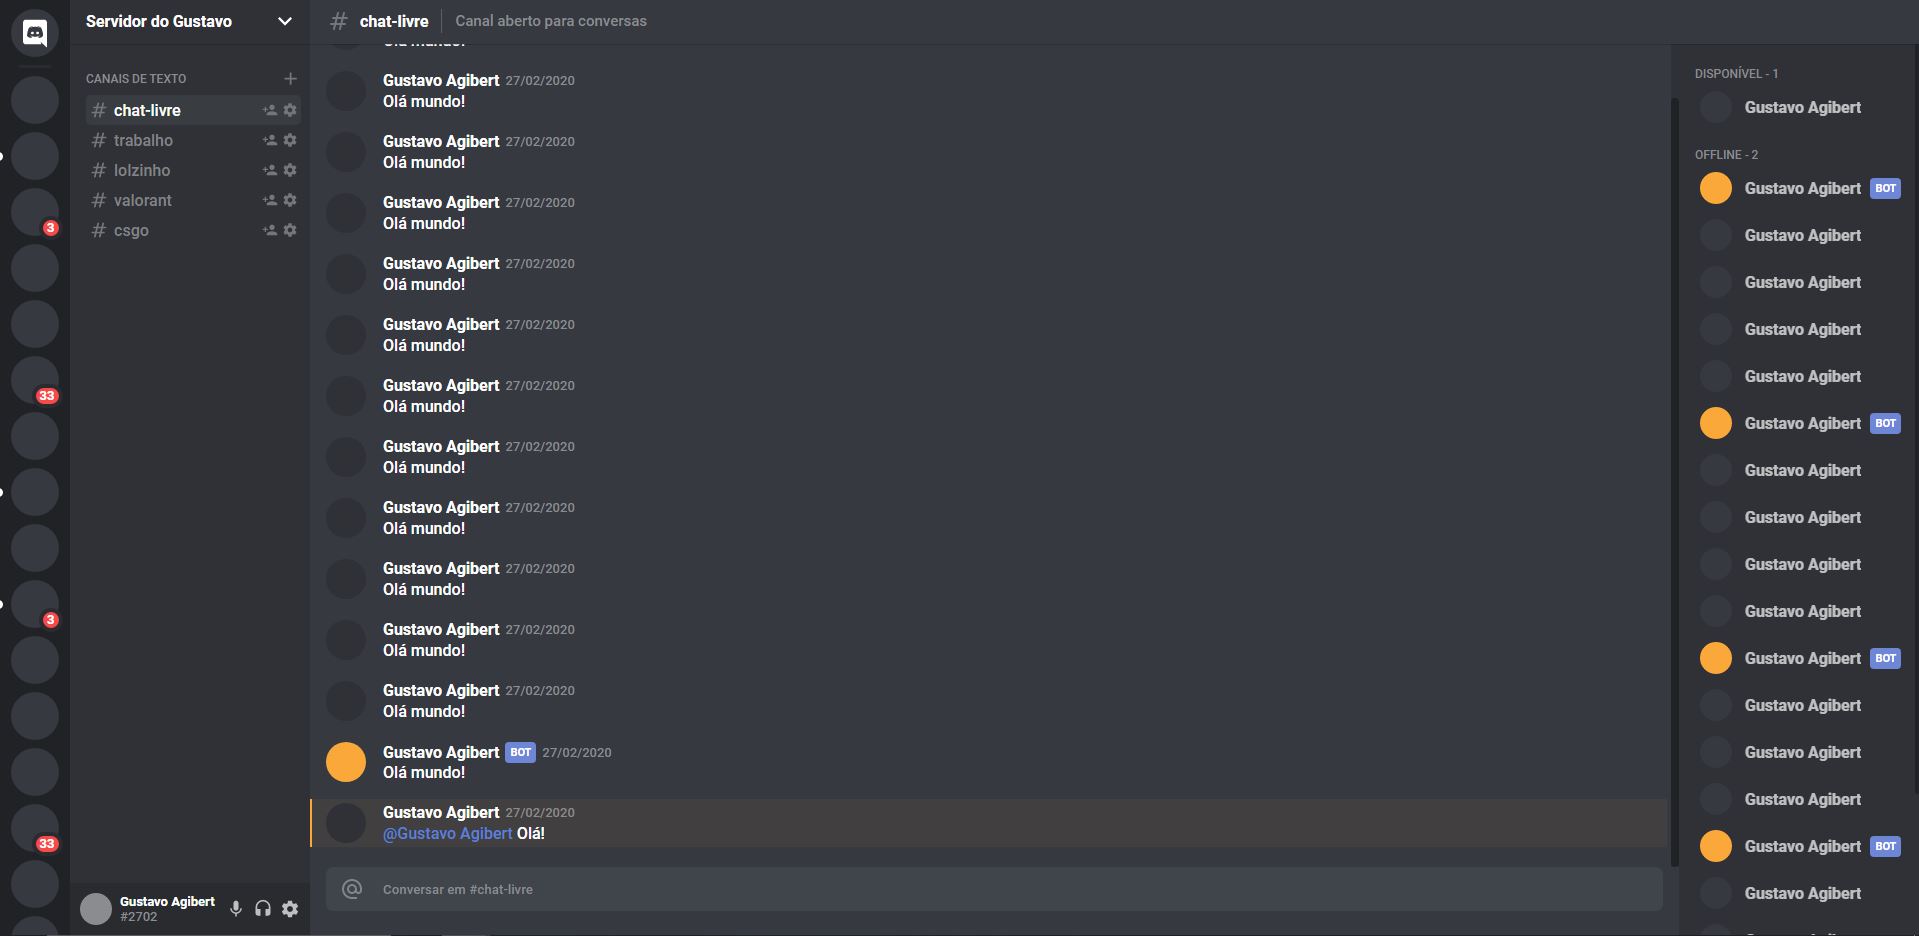 Servidor do Gustavo
CANAIS DE TEXTO
chat-livre
trabalho
lolzinho
valorant
csgo
3
33
3
33
Gustavo Agibert
#2702
# chat-livre
Canal aberto para conversas
Olá mundo!
Gustavo Agibert 27/02/2020
Olá mundo!
Gustavo Agibert 27/02/2020
Olá mundo!
Gustavo Agibert 27/02/2020
Olá mundo!
Gustavo Agibert 27/02/2020
Olá mundo!
Gustavo Agibert 27/02/2020
Olá mundo!
Gustavo Agibert 27/02/2020
Olá mundo!
Gustavo Agibert 27/02/2020
Olá mundo!
Gustavo Agibert 27/02/2020
Olá mundo!
Gustavo Agibert 27/02/2020
Olá mundo!
Gustavo Agibert 27/02/2020
Olá mundo!
Gustavo Agibert 27/02/2020
Olá mundo!
Gustavo Agibert BOT 27/02/2020
Olá mundo!
Gustavo Agibert 27/02/2020
@Gustavo Agibert Olá!
@ Conversar em #chat-livre
DISPONÍVEL - 1
Gustavo Agibert
OFFLINE - 2
Gustavo Agibert BOT
Gustavo Agibert
Gustavo Agibert
Gustavo Agibert
Gustavo Agibert
Gustavo Agibert BOT
Gustavo Agibert
Gustavo Agibert
Gustavo Agibert
Gustavo Agibert
Gustavo Agibert BOT
Gustavo Agibert
Gustavo Agibert
Gustavo Agibert
Gustavo Agibert BOT
Gustavo Agibert